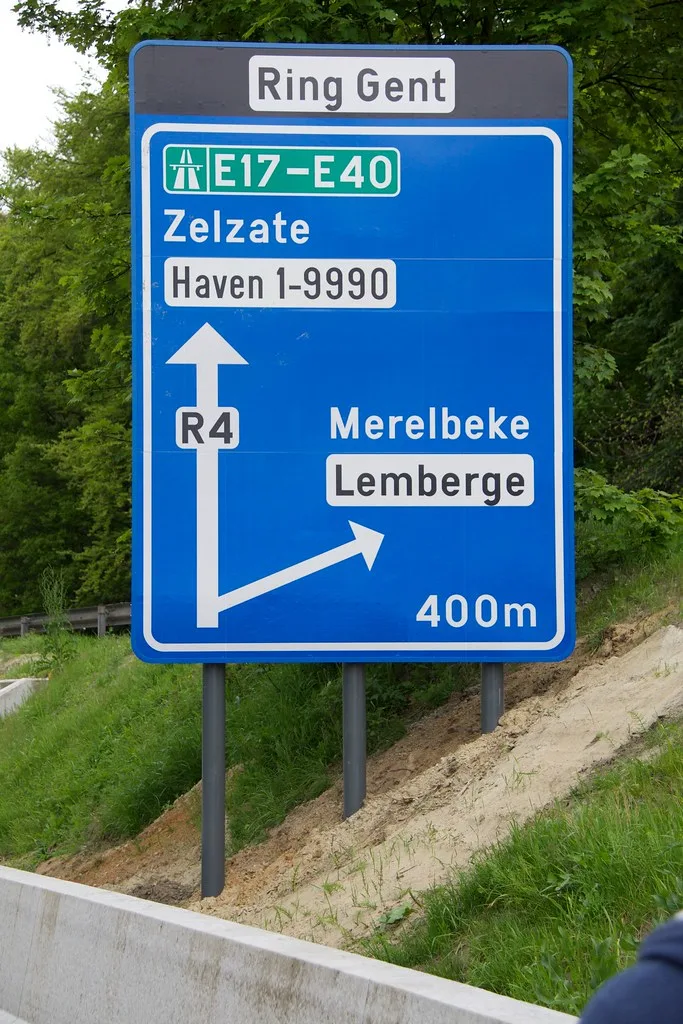 Ring Gent
E17-E40
Zelzate
Haven 1-9990
R4
Merelbeke
Lemberge
400m